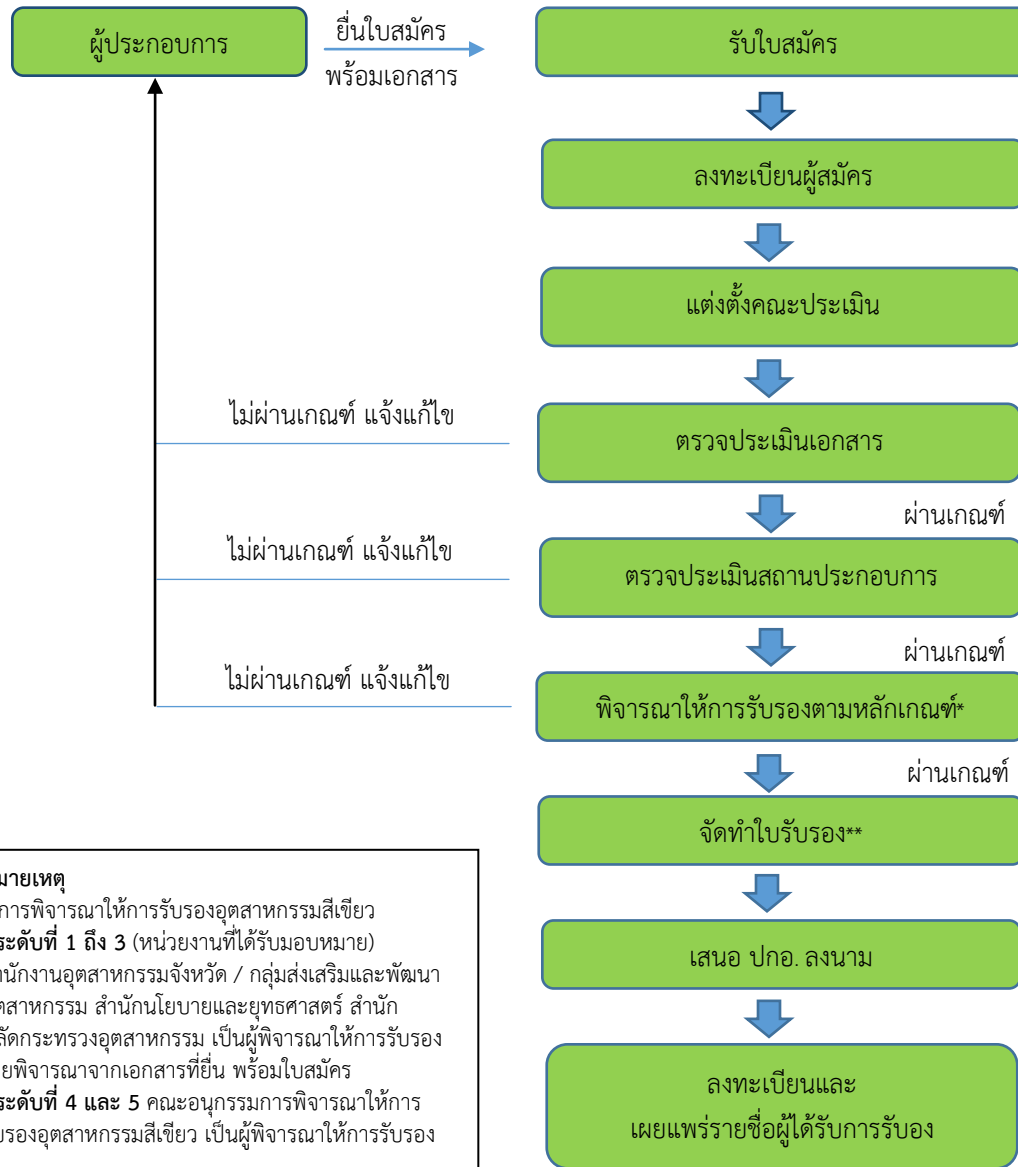 ผู้ประกอบการ
ยื่นใบสมัคร
พร้อมเอกสาร
รับใบสมัคร
ลงทะเบียนผู้สมัคร
แต่งตั้งคณะประเมิน
ไม่ผ่านเกณฑ์ แจ้งแก้ไข
ตรวจประเมินเอกสาร
ผ่านเกณฑ์
ไม่ผ่านเกณฑ์ แจ้งแก้ไข
ตรวจประเมินสถานประกอบการ
ผ่านเกณฑ์
ไม่ผ่านเกณฑ์ แจ้งแก้ไข
พิจารณาให้การรับรองตามหลักเกณฑ์*
ผ่านเกณฑ์
จัดทำใบรับรอง**
เสนอ ปกอ. ลงนาม
ลงทะเบียนและ
เผยแพร่รายชื่อผู้ได้รับการรับอง
มายเหตุ
การพิจารณาให้การรับรองอุตสาหกรรมสีเขียว
ระดับที่ 1 ถึง 3 (หน่วยงานที่ได้รับมอบหมาย)
านักงานอุตสาหกรรมจังหวัด / กลุ่มส่งเสริมและพัฒนา
ตสาหกรรม สำนักนโยบายและยุทธศาสตร์ สำนัก
ลัดกระทรวงอุตสาหกรรม เป็นผู้พิจารณาให้การรับรอง
ยพิจารณาจากเอกสารที่ยื่น พร้อมใบสมัคร
ระดับที่ 4 และ 5 คณะอนุกรรมการพิจารณาให้การ
บรองอุตสาหกรรมสีเขียว เป็นผู้พิจารณาให้การรับรอง